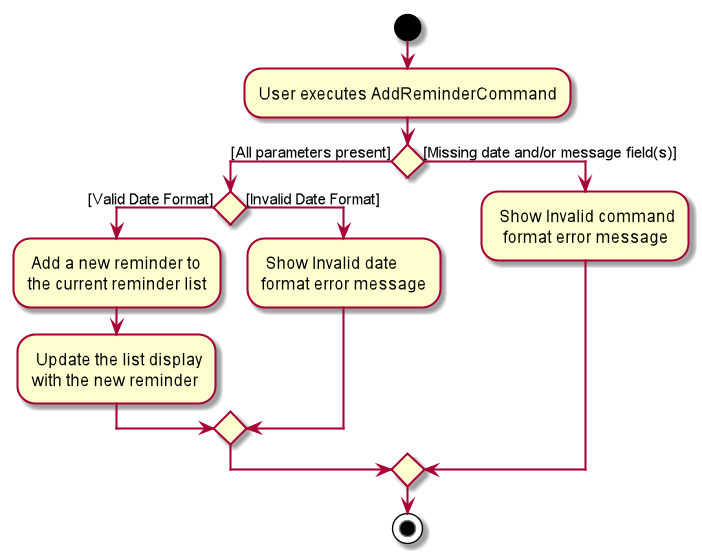 User executes AddReminderCommand
[All parameters present]
[Missing date and/or message field(s)]
[Valid Date Format]
[Invalid Date Format]
Show Invalid command
format error message
Add a new reminder to
the current reminder list
Show Invalid date
format error message
Update the list display
with the new reminder